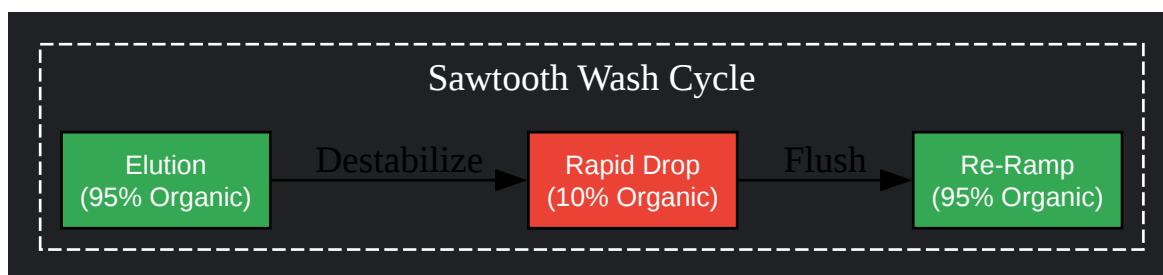 Sawtooth Wash Cycle
Elution
(95% Organic)
Destabilize
Rapid Drop
(10% Organic)
Flush
Re-Ramp
(95% Organic)